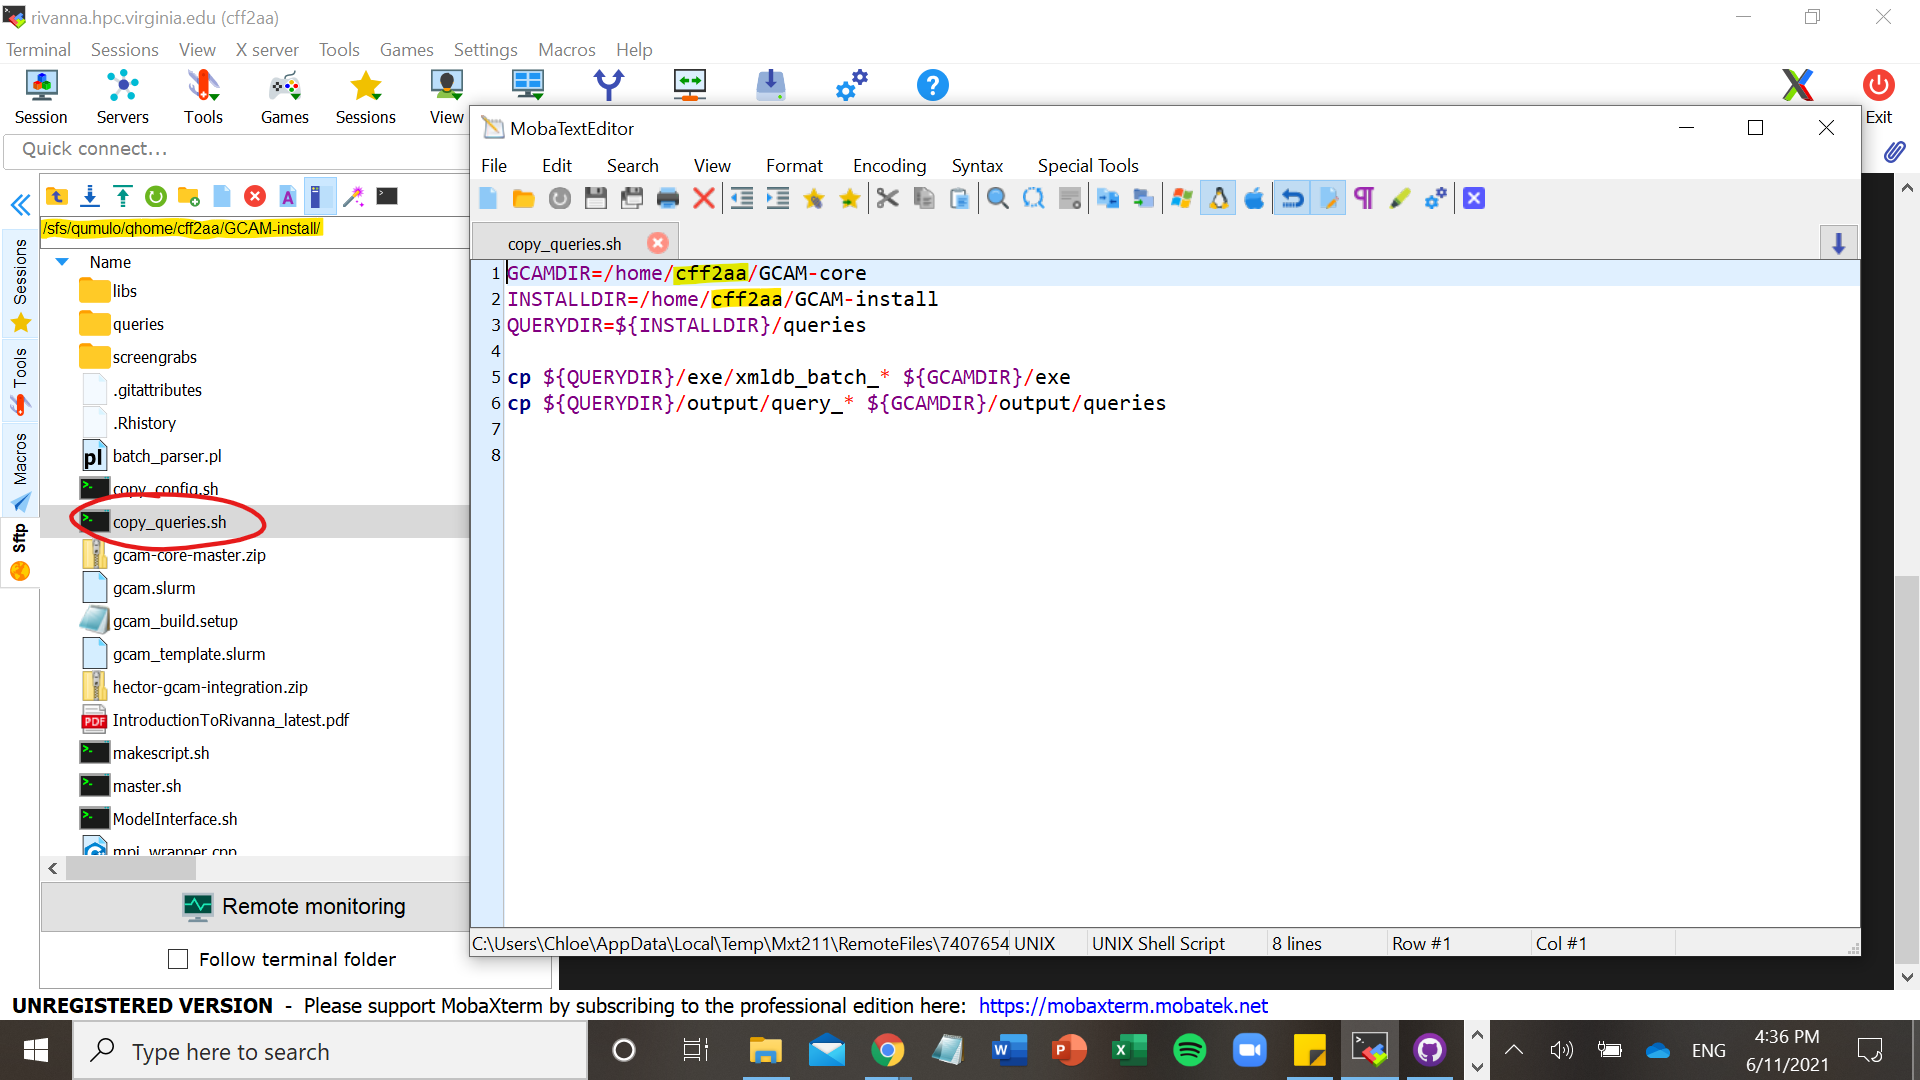 rivanna.hpc.virginia.edu (cff2aa)
Terminal Sessions View X server Tools Games Settings Macros Help
Session Servers Tools Games Sessions View Exit
Quick connect...
/sfs/qumulo/qhome/cff2aa/GCAM-install/
Sessions
Tools
Macros
Sftp
Name
libs
queries
screengrabs
.gitattributes
.Rhistory
batch_parser.pl
copy_config.sh
copy_queries.sh
gcam-core-master.zip
gcam.slurm
gcam_build.setup
gcam_template.slurm
hector-gcam-integration.zip
IntroductionToRivanna_latest.pdf
makescript.sh
master.sh
ModelInterface.sh
mpi_wrapper.cpp
Remote monitoring
Follow terminal folder
MobaTextEditor
File Edit Search View Format Encoding Syntax Special Tools
copy_queries.sh
1 GCAMDIR=/home/cff2aa/GCAM-core
2 INSTALLDIR=/home/cff2aa/GCAM-install
3 QUERYDIR=${INSTALLDIR}/queries
4
5 cp ${QUERYDIR}/exe/xmldb_batch_* ${GCAMDIR}/exe
6 cp ${QUERYDIR}/output/query_* ${GCAMDIR}/output/queries
7
8
C:\Users\Chloe\AppData\Local\Temp\Mxt211\RemoteFiles\7407654 UNIX UNIX Shell Script 8 lines Row #1 Col #1
UNREGISTERED VERSION - Please support MobaXterm by subscribing to the professional edition here: https://mobaxterm.mobatek.net
Type here to search
ENG
4:36 PM
6/11/2021